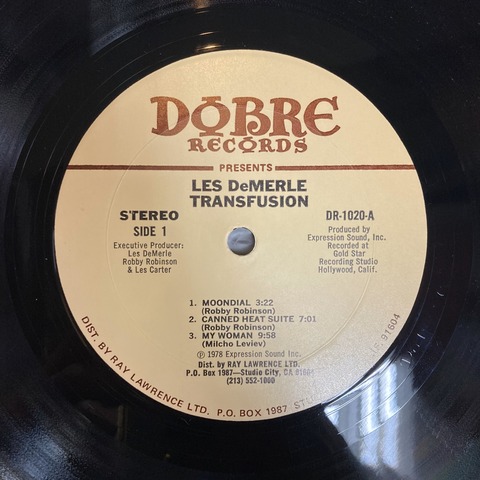 DOBRE
RECORDS
PRESENTS
LES DeMERLE
TRANSFUSION
STEREO
SIDE 1
Executive Producer:
Les DeMerle
Robby Robinson
& Les Carter
DR-1020-A
Produced by
Expression Sound, Inc.
Recorded at
Gold Star
Recording Studio
Hollywood, Calif.
1. MOONDIAL 3:22
(Robby Robinson)
2. CANNED HEAT SUITE 7:01
(Robby Robinson)
3. MY WOMAN 9:58
(Milcho Leviev)
Ⓟ 1978 Expression Sound Inc.
Dist. by RAY LAWRENCE LTD.
P.O. Box 1987—Studio City, CA 91604
(213) 552-1060
DIST. BY RAY LAWRENCE LTD. P.O. BOX 1987 91604